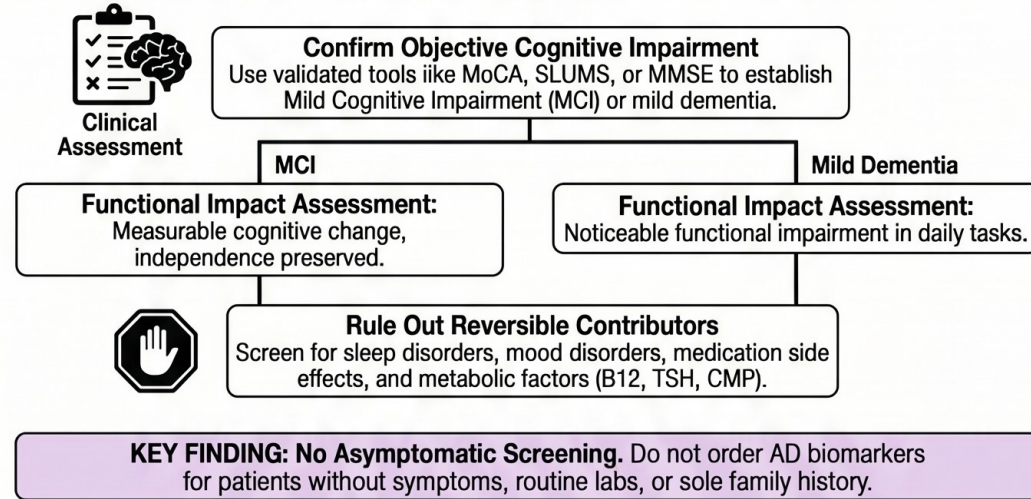 Clinical
Assessment
Confirm Objective Cognitive Impairment
Use validated tools iike MoCA, SLUMS, or MMSE to establish
Mild Cognitive Impairment (MCI) or mild dementia.
MCI
Mild Dementia
Functional Impact Assessment:
Measurable cognitive change,
independence preserved.
Functional Impact Assessment:
Noticeable functional impairment in daily tasks.
Rule Out Reversible Contributors
Screen for sleep disorders, mood disorders, medication side
effects, and metabolic factors (B12, TSH, CMP).
KEY FINDING: No Asymptomatic Screening. Do not order AD biomarkers
for patients without symptoms, routine labs, or sole family history.